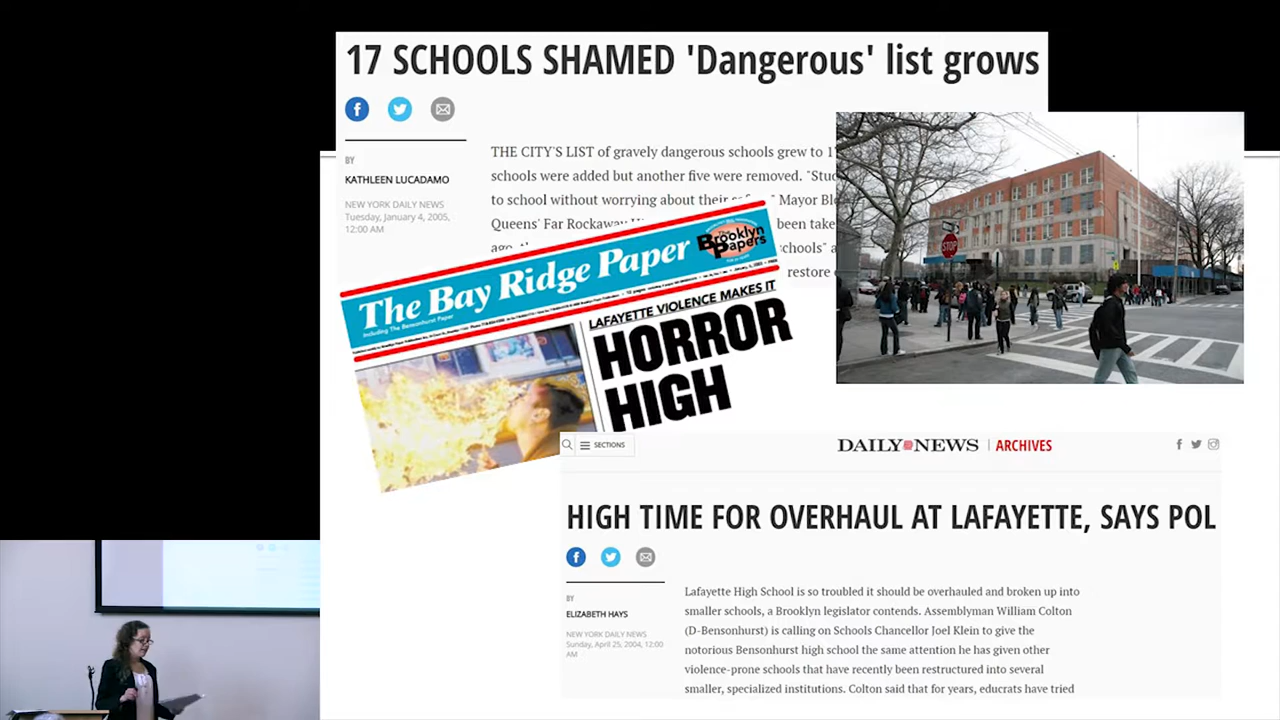 17 SCHOOLS SHAMED 'Dangerous' list grows
BY
KATHLEEN LUCADAMO
NEW YORK DAILY NEWS
Tuesday, January 4, 2005,
12:00 AM
THE CITY'S LIST of gravely dangerous schools grew to
schools were added but another five were removed.
to school without worrying about their
Queens' Far Rockaway
been take
restore
The Bay Ridge Paper
Including The Bensonhurst Paper
Brooklyn
Papers
LAFAYETTE VIOLENCE MAKES IT
HORROR
HIGH
STOP
SECTIONS
DAILY NEWS | ARCHIVES
HIGH TIME FOR OVERHAUL AT LAFAYETTE, SAYS POL
BY
ELIZABETH HAYS
NEW YORK DAILY NEWS
Sunday, April 25, 2004, 12:00
AM
Lafayette High School is so troubled it should be overhauled and broken up into
smaller schools, a Brooklyn legislator contends. Assemblyman William Colton
(D-Bensonhurst) is calling on Schools Chancellor Joel Klein to give the
notorious Bensonhurst high school the same attention he has given other
violence-prone schools that have recently been restructured into several
smaller, specialized institutions. Colton said that for years, educrats have tried